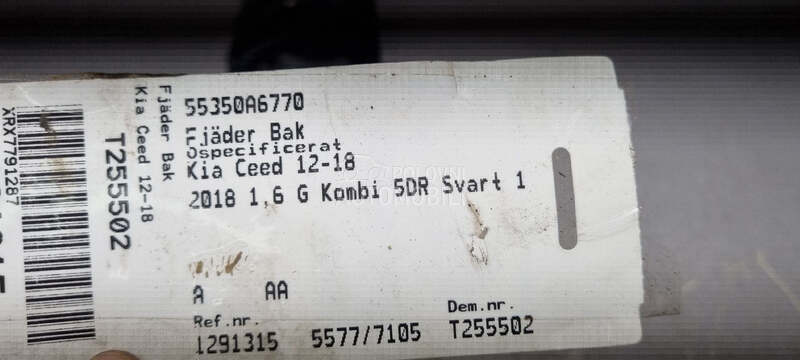 XRX7791287
T255502
Kia Ceed 12-18
Fjäder Bak
55350A6770
Fjäder Bak
Ospecificerat
Kia Ceed 12-18
2018 1,6 G Kombi 5DR Svart 1
A AA
Ref.nr.
1291315 5577/7105
Dem.nr.
T255502
POLOVNI